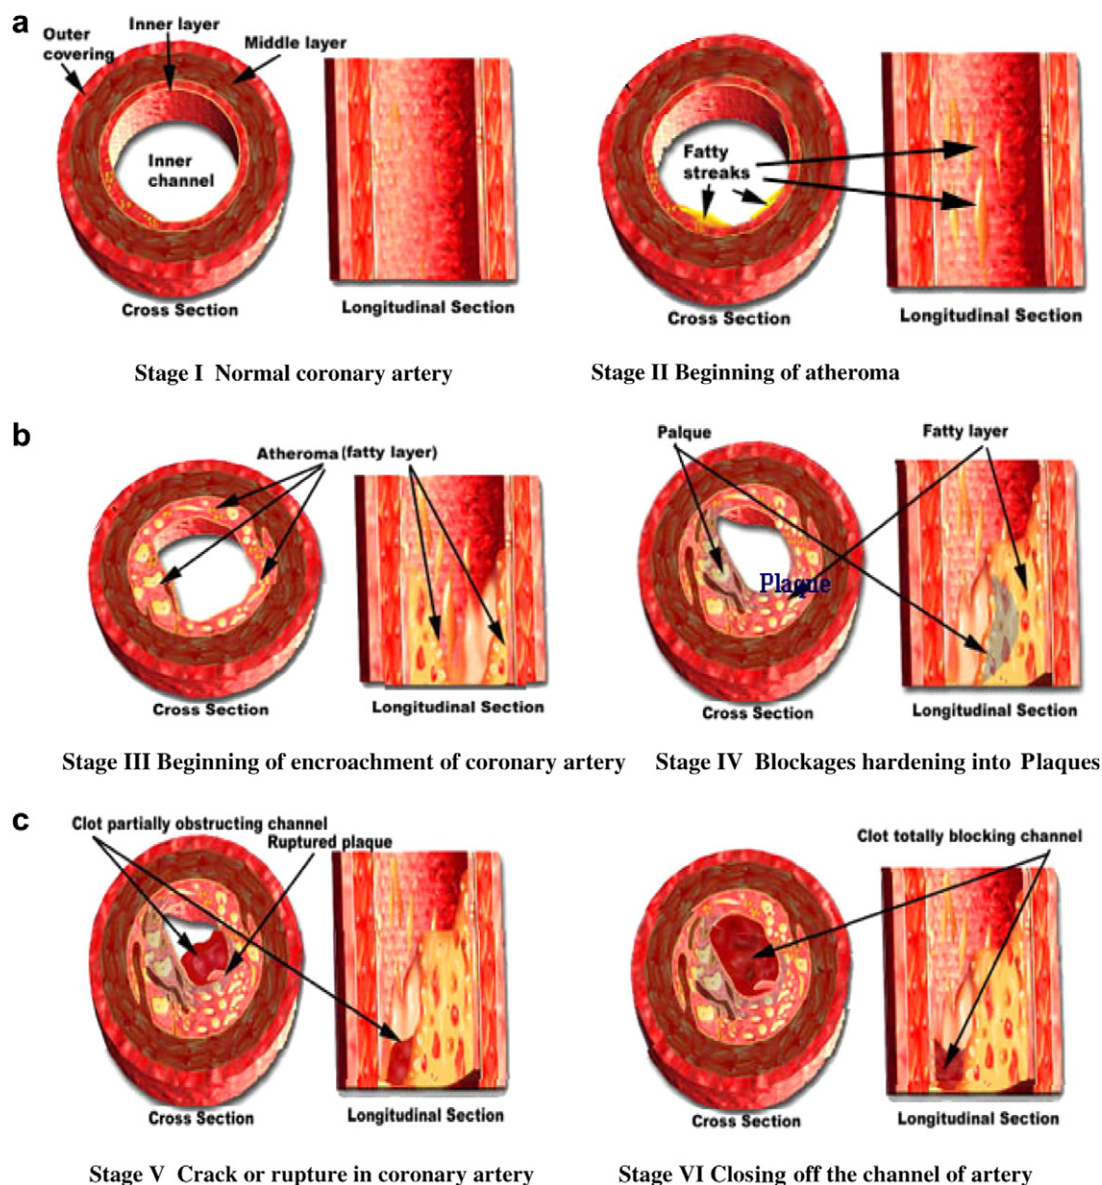 a
Outer
covering
Inner layer
Middle layer
Inner
channel
Cross Section
Longitudinal Section
Stage I Normal coronary artery
Fatty
streaks
Cross Section
Longitudinal Section
Stage II Beginning of atheroma
b
Atheroma (fatty layer)
Cross Section
Longitudinal Section
Stage III Beginning of encroachment of coronary artery
Palque
Fatty layer
Plaque
Cross Section
Longitudinal Section
Stage IV Blockages hardening into Plaques
c
Clot partially obstructing channel
Ruptured plaque
Cross Section
Longitudinal Section
Stage V Crack or rupture in coronary artery
Clot totally blocking channel
Cross Section
Longitudinal Section
Stage VI Closing off the channel of artery